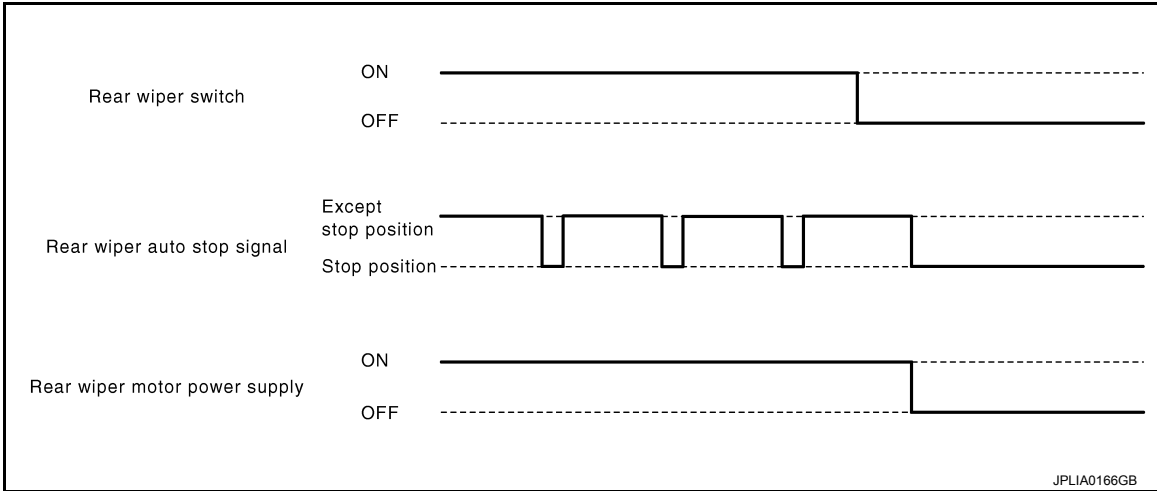 ON
Rear wiper switch
OFF
Except
stop position
Rear wiper auto stop signal
Stop position
ON
Rear wiper motor power supply
OFF
JPLIA0166GB